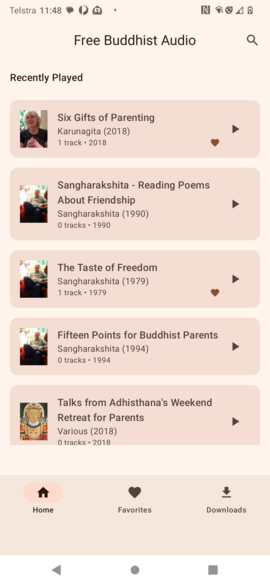 Telstra 11:48
Free Buddhist Audio
Recently Played
Six Gifts of Parenting
Karunagita (2018)
1 track • 2018
Sangharakshita - Reading Poems
About Friendship
Sangharakshita (1990)
0 tracks • 1990
The Taste of Freedom
Sangharakshita (1979)
1 track • 1979
Fifteen Points for Buddhist Parents
Sangharakshita (1994)
0 tracks • 1994
Talks from Adhisthana's Weekend
Retreat for Parents
Various (2018)
0 tracks • 2018
Home
Favorites
Downloads